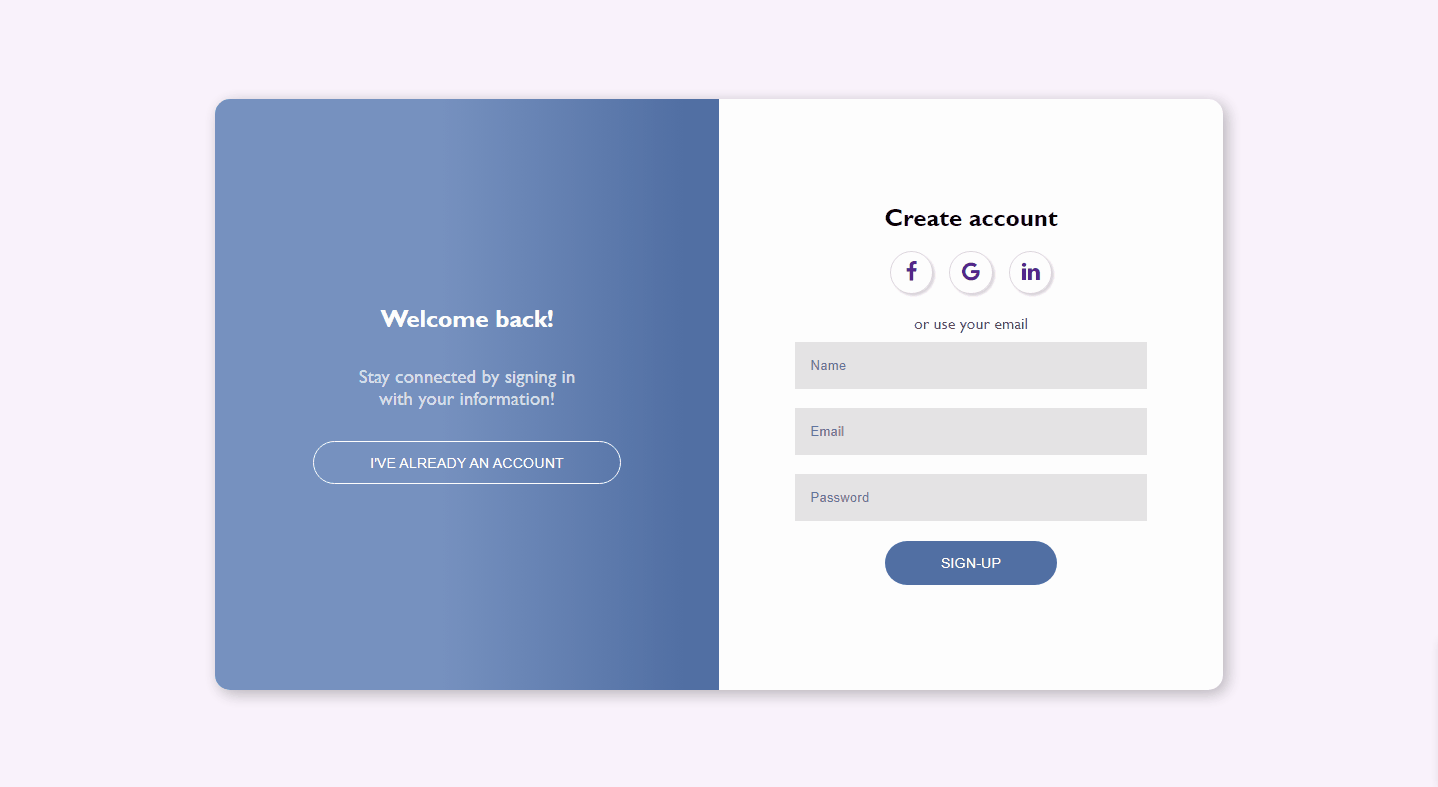 Welcome back!
Stay connected by signing in
with your information!
I'VE ALREADY AN ACCOUNT
Create account
or use your email
Name
Email
Password
SIGN-UP